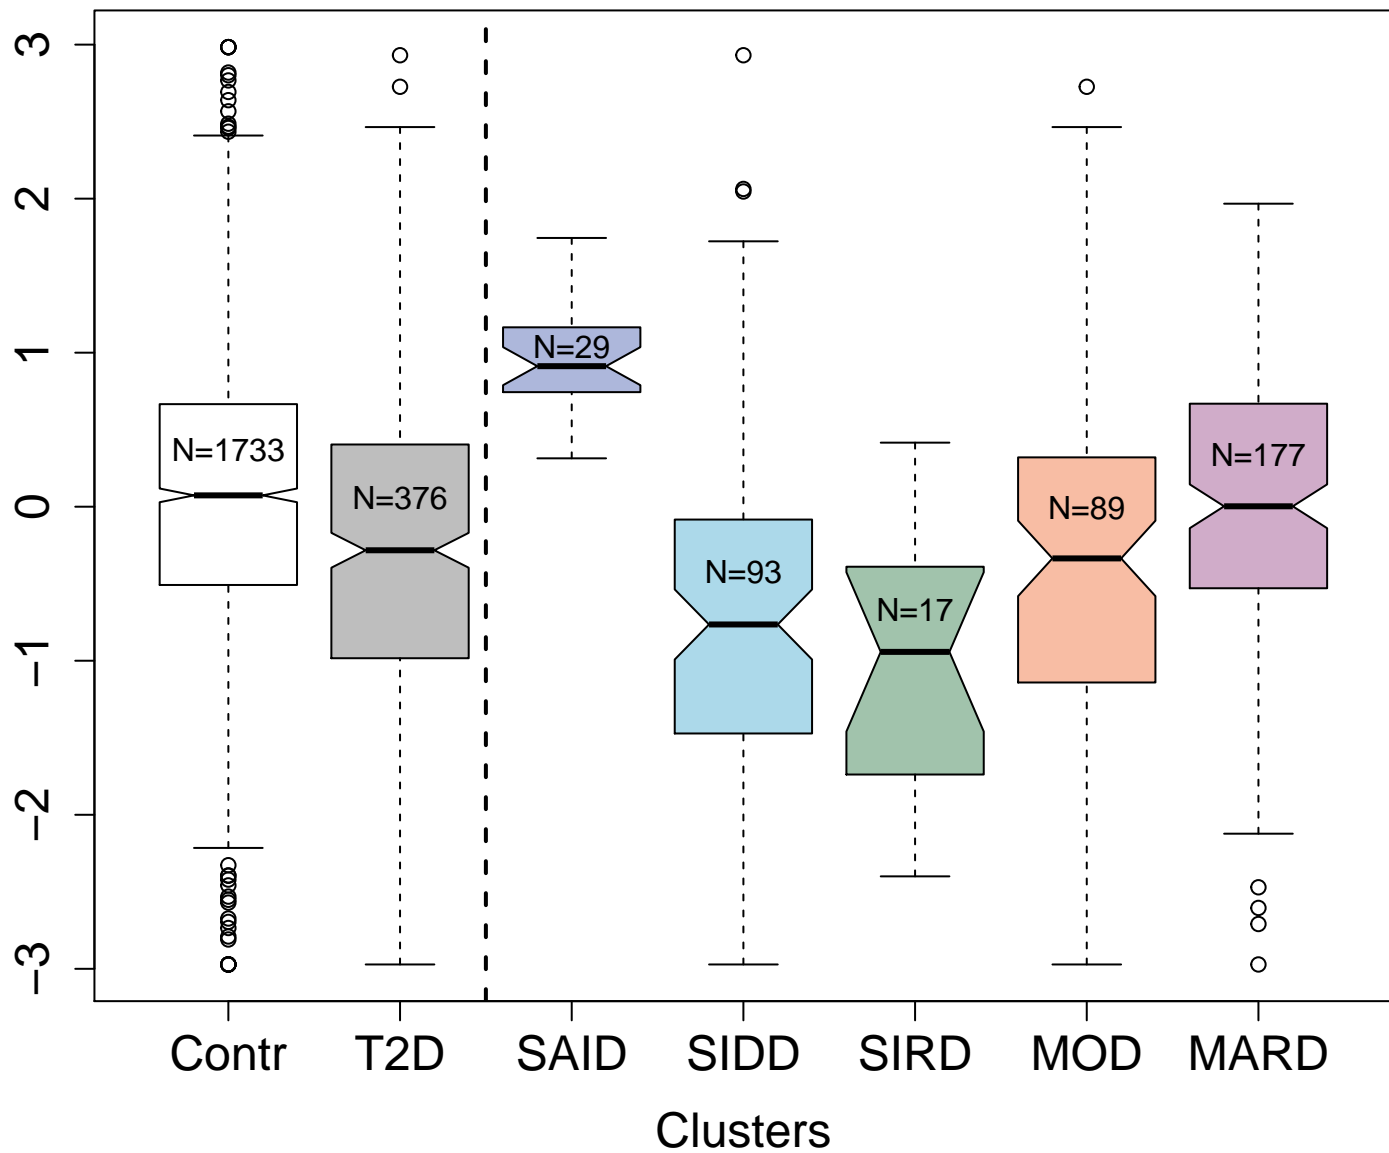 3
2
1
0
−1
−2
−3
N=1733
N=376
N=29
N=93
N=17
N=89
N=177
Contr T2D SAID SIDD SIRD MOD MARD
Clusters